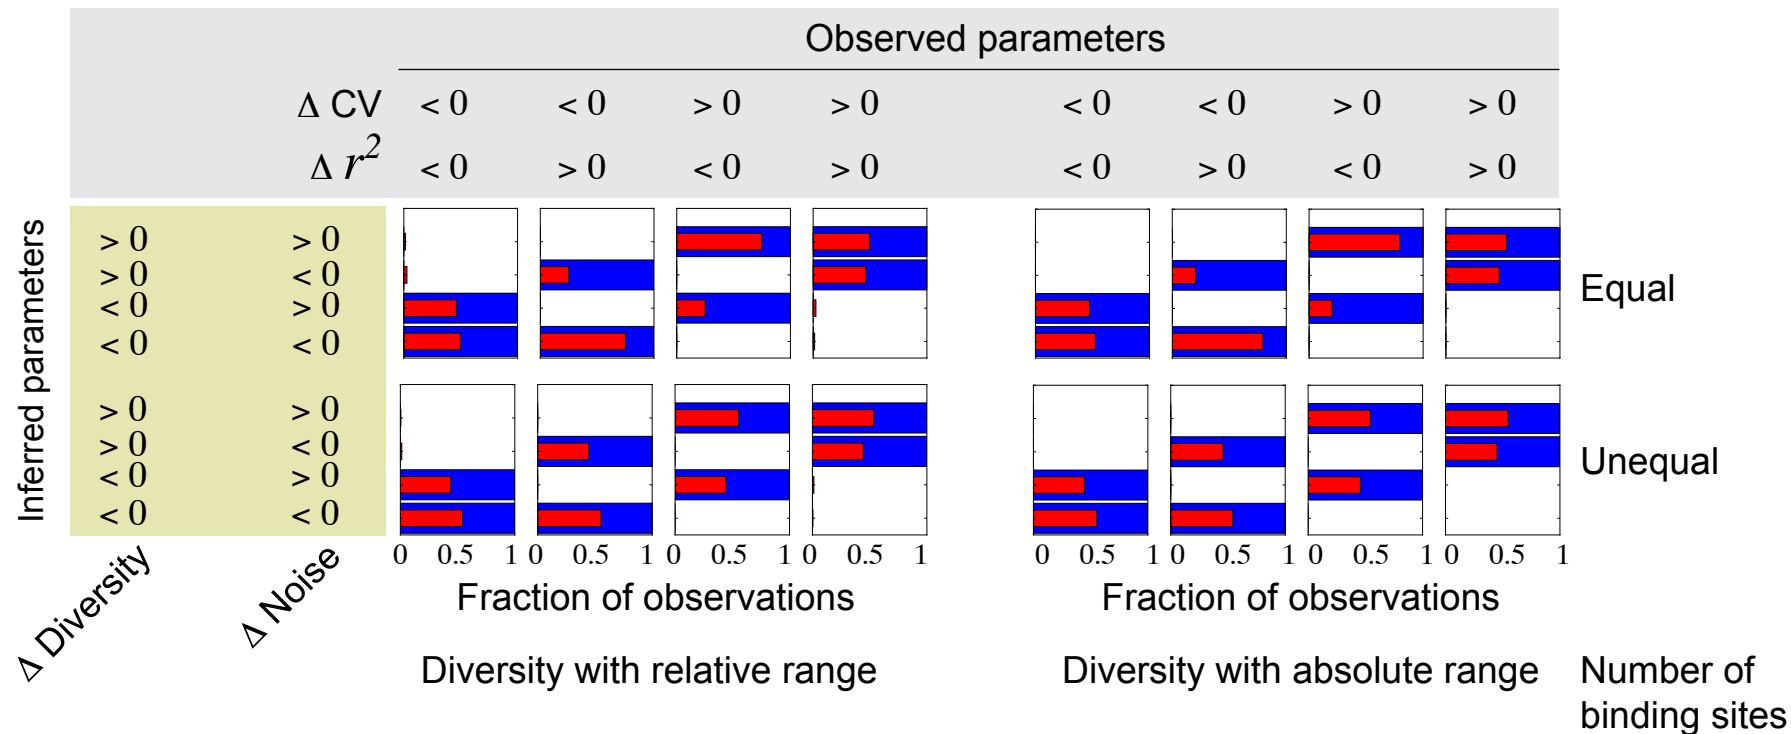 Observed parameters
Δ CV < 0 < 0 > 0 > 0 < 0 < 0 > 0 > 0
Δ r² < 0 > 0 < 0 > 0 < 0 > 0 < 0 > 0
Inferred parameters
> 0 > 0
> 0 < 0
< 0 > 0
< 0 < 0
Equal
> 0 > 0
> 0 < 0
< 0 > 0
< 0 < 0
Unequal
0 0.5 1 0 0.5 1 0 0.5 1 0 0.5 1 0 0.5 1 0 0.5 1 0 0.5 1 0 0.5 1
Δ Diversity
Δ Noise
Fraction of observations Fraction of observations
Diversity with relative range Diversity with absolute range
Number of
binding sites